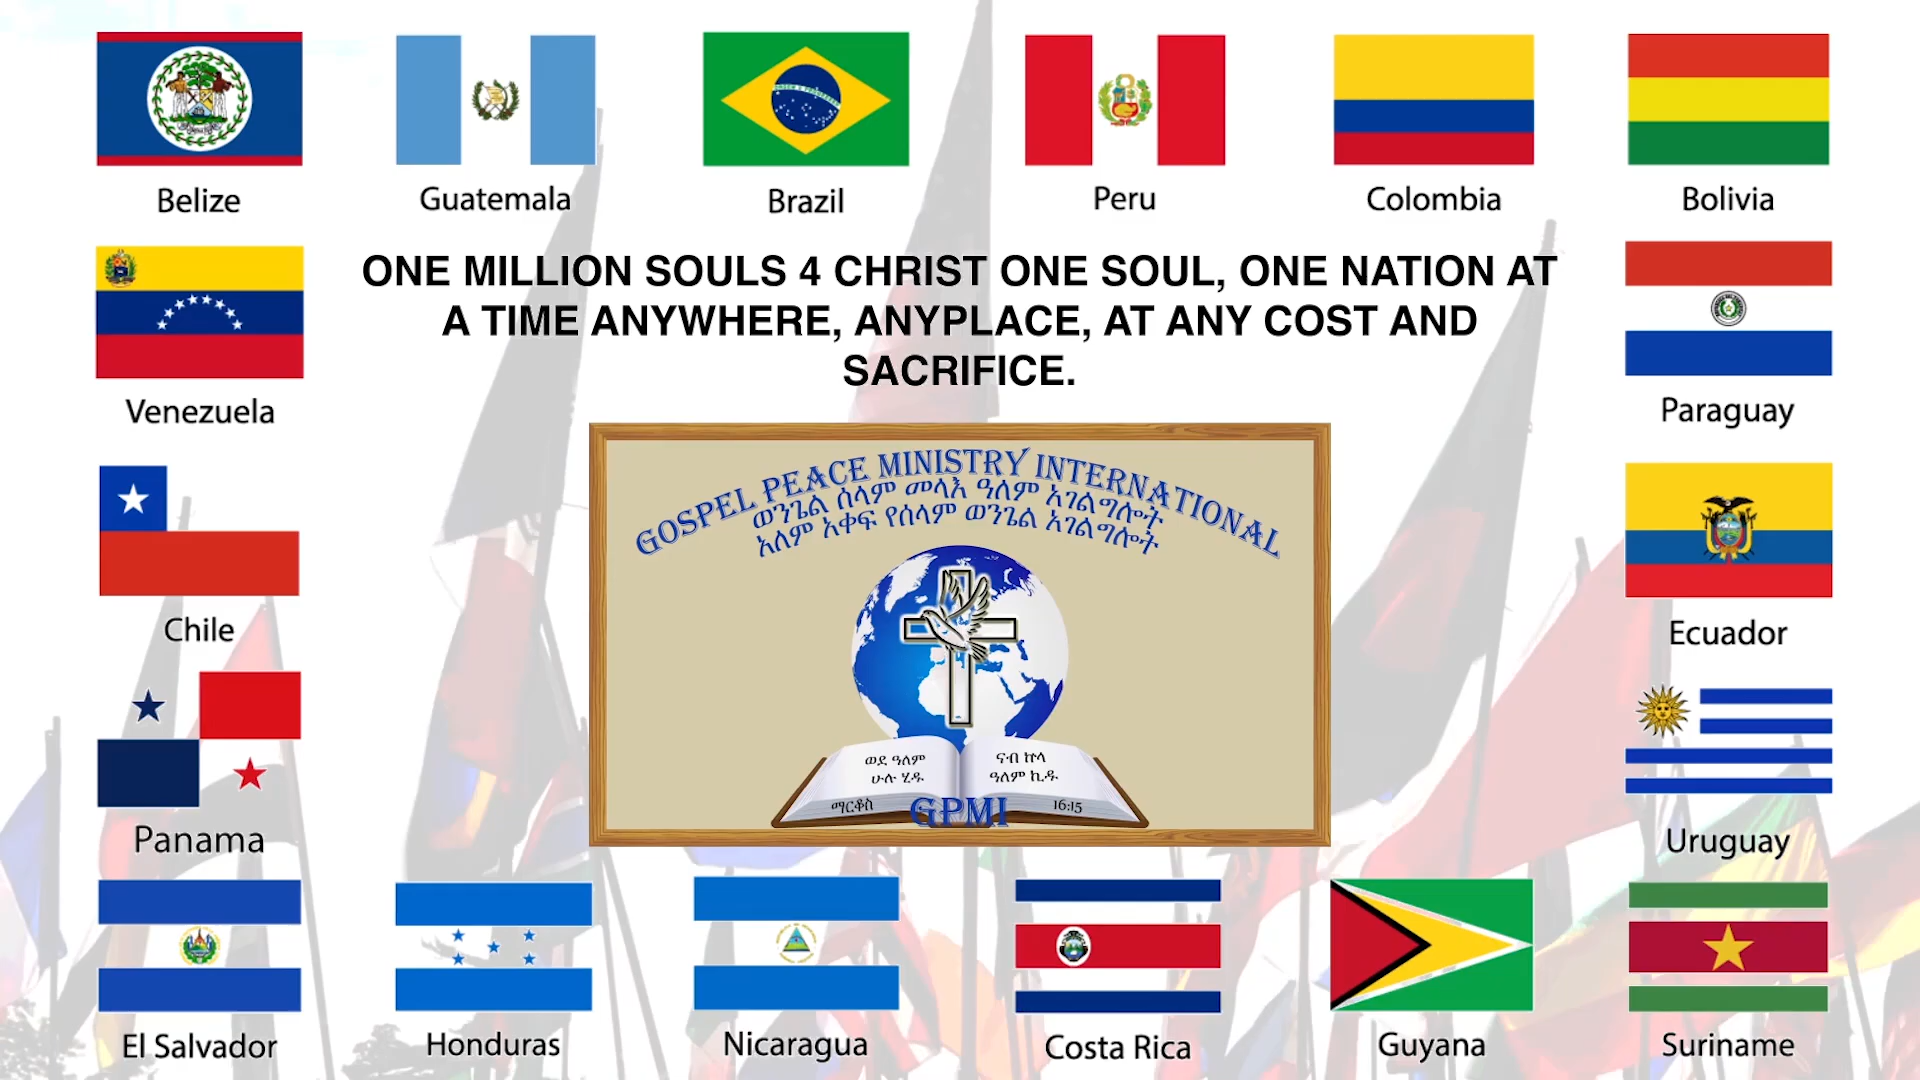 Belize
Guatemala
Brazil
Peru
Colombia
Bolivia
ONE MILLION SOULS 4 CHRIST ONE SOUL, ONE NATION AT
A TIME ANYWHERE, ANYPLACE, AT ANY COST AND
SACRIFICE.
Venezuela
Paraguay
GOSPEL PEACE MINISTRY INTERNATIONAL
ወንጌል ሰላም መላእ ዓለም አገልግሎት
አለም አቀፍ የሰላም ወንጌል አገልግሎት
Chile
Ecuador
ወደ ዓለም
ሁሉ ሂዱ
ናብ ኵላ
ዓለም ኪዱ
ማርቆስ
16:15
GPMI
Panama
Uruguay
El Salvador
Honduras
Nicaragua
Costa Rica
Guyana
Suriname